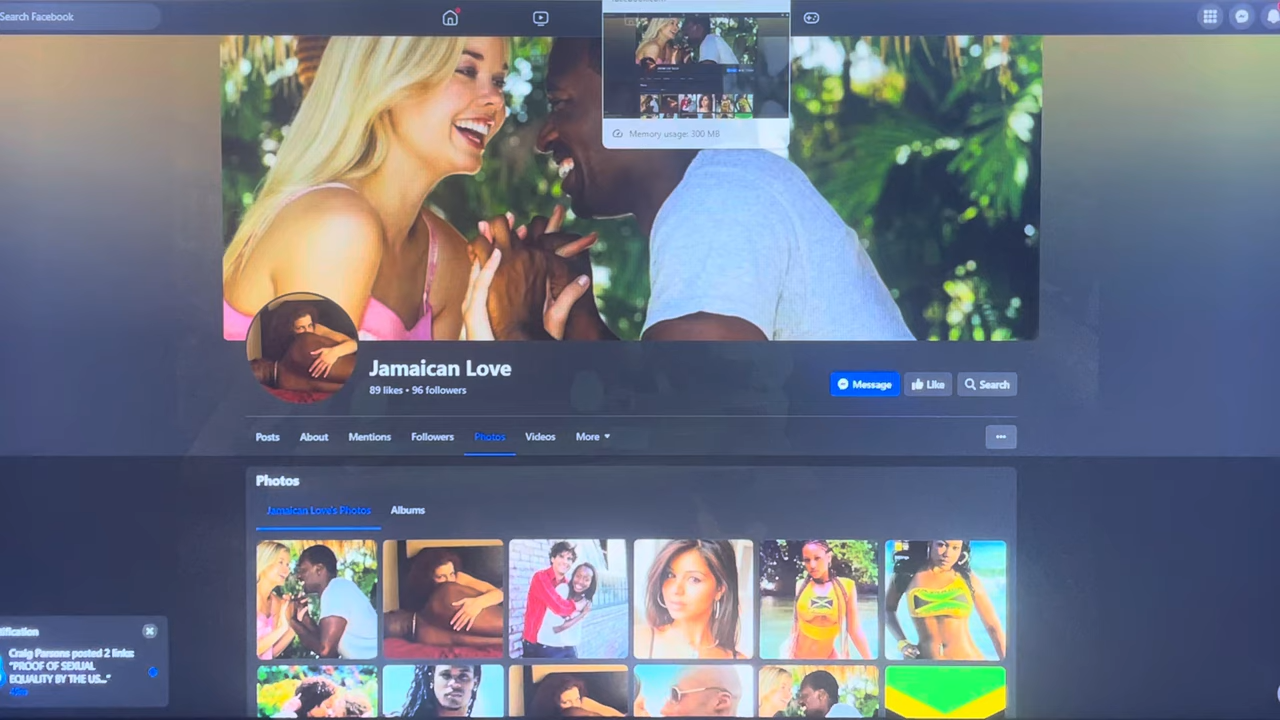 Search Facebook
Memory usage: 300 MB
Jamaican Love
89 likes • 96 followers
Message
Like
Search
Posts
About
Mentions
Followers
Photos
Videos
More
Photos
Jamaican Love's Photos
Albums
Craig Parsons posted 2 links:
"PROOF OF SEXUAL
EQUALITY BY THE US..."